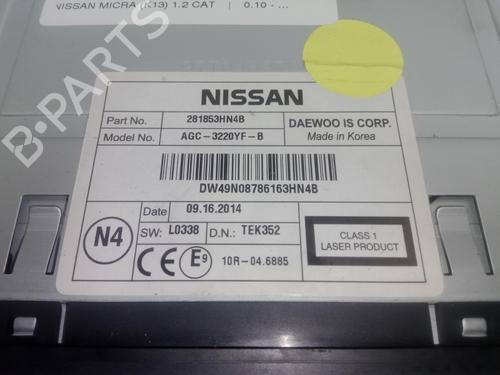 NISSAN MICRA (K13) 1.2 CAT | 0.10 - ...
B-PARTS
NISSAN
Part No. 281853HN4B
Model No. AGC-3220YF-B
DAEWOO IS CORP.
Made in Korea
DW49N08786163HN4B
Date 09.16.2014
N4
SW: L0338 D.N.: TEK352
CE E9 10R-04.6885
CLASS 1
LASER PRODUCT